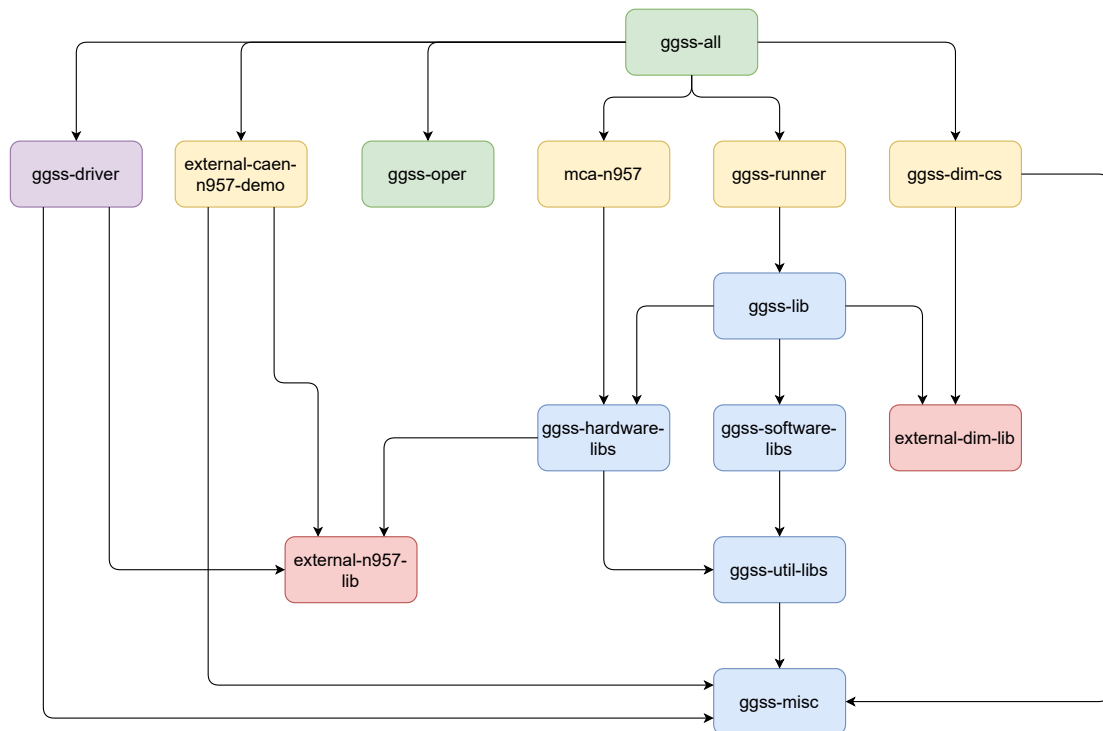 ggss-all
ggss-driver
external-caen-
n957-demo
ggss-oper
mca-n957
ggss-runner
ggss-dim-cs
ggss-lib
ggss-hardware-
libs
ggss-software-
libs
external-dim-lib
external-n957-
lib
ggss-util-libs
ggss-misc